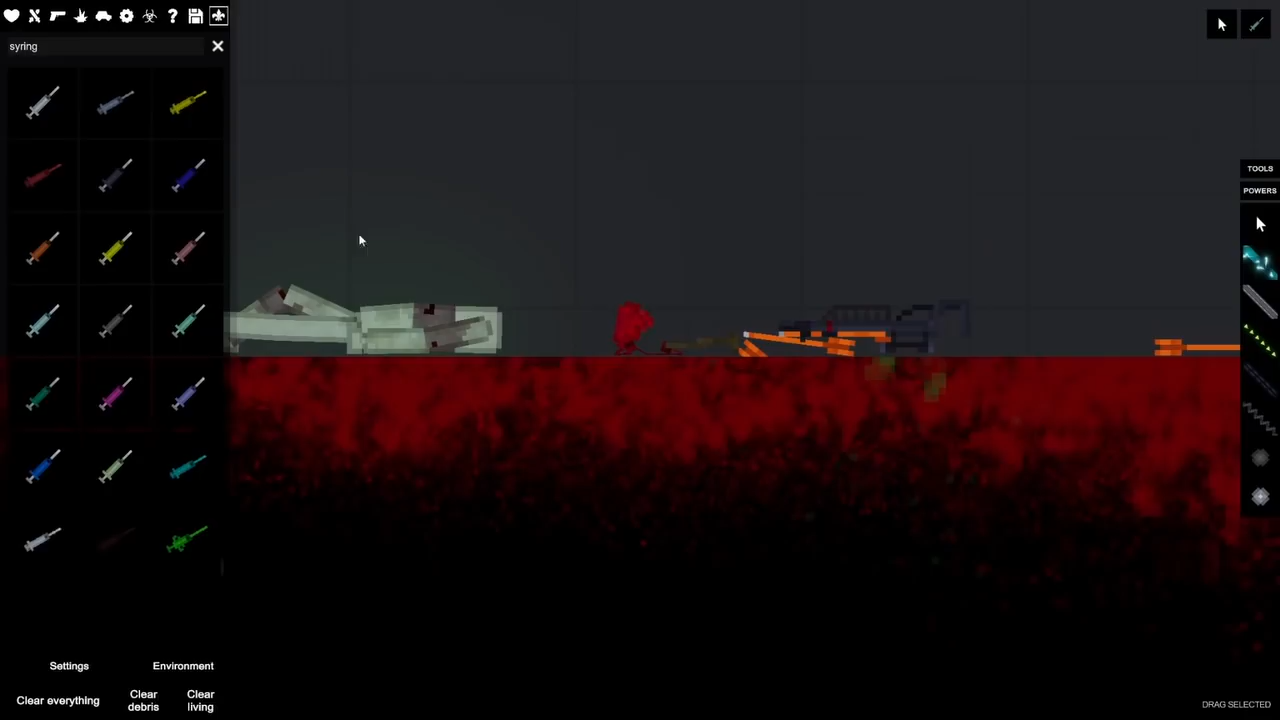 syring
TOOLS
POWERS
Settings
Environment
Clear everything
Clear debris
Clear living
DRAG SELECTED